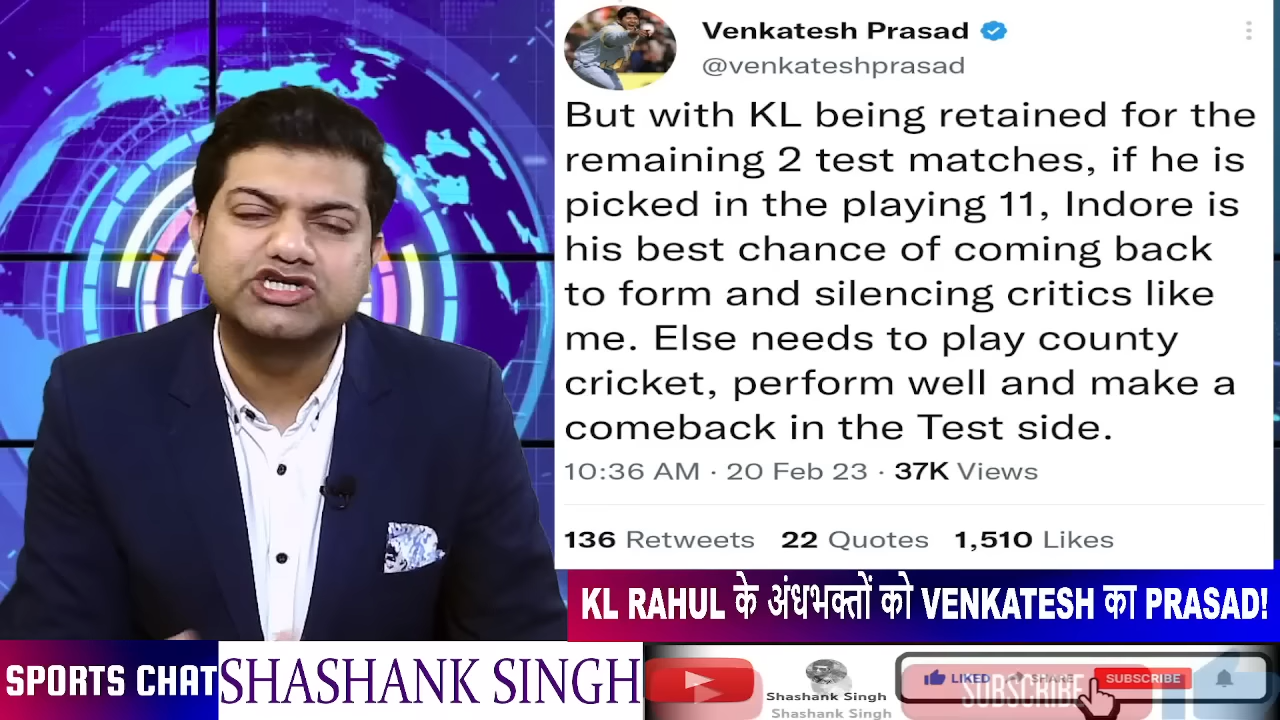 Venkatesh Prasad
@venkateshprasad
But with KL being retained for the
remaining 2 test matches, if he is
picked in the playing 11, Indore is
his best chance of coming back
to form and silencing critics like
me. Else needs to play county
cricket, perform well and make a
comeback in the Test side.
10:36 AM · 20 Feb 23 · 37K Views
136 Retweets 22 Quotes 1,510 Likes
KL RAHUL के अंधभक्तों को VENKATESH का PRASAD!
SPORTS CHAT
SHASHANK SINGH
Shashank Singh
Shashank Singh
LIKED
SHARE
SUBSCRIBE
SUBSCRIBE